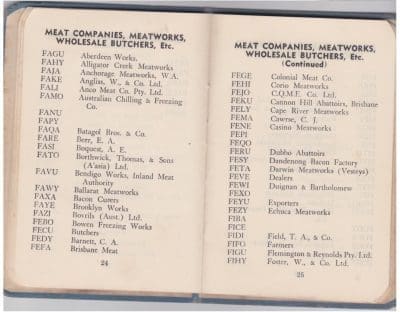 MEAT COMPANIES, MEATWORKS,
WHOLESALE BUTCHERS, Etc.
FAGU Aberdeen Works.
FAHY Alligator Creek Meatworks
FAJA Anchorage Meatworks, W.A.
FAKE Angliss, W., & Co. Ltd.
FALI Anco Meat Co. Pty. Ltd.
FAMO Australian Chilling & Freezing
Co.
FANU
FAPY
FAQA Batagol Bros. & Co.
FARE Berr, E. A.
FASI Bequest, A. E.
FATO Borthwick, Thomas, & Sons
(A'asia) Ltd.
FAVU Bendigo Works, Inland Meat
Authority
FAWY Ballarat Meatworks
FAXA Bacon Curers
FAYE Brooklyn Works
FAZI Bovrils (Aust.) Ltd.
FEBO Bowen Freezing Works
FECU Butchers
FEDY Barnett, C. A.
FEFA Brisbane Meat
24
MEAT COMPANIES, MEATWORKS,
WHOLESALE BUTCHERS, Etc.
(Continued)
FEGE Colonial Meat Co.
FEHI Corio Meatworks
FEJO C.Q.M.E. Co. Ltd.
FEKU Cannon Hill Abattoirs, Brisbane
FELY Cape River Meatworks
FEMA Cawrse, C. J.
FENE Casino Meatworks
FEPI
FEQO
FERU Dubbo Abattoirs
FESY Dandenong Bacon Factory
FETA Darwin Meatworks (Vesteys)
FEVE Dealers
FEWI Duignan & Bartholomew
FEXO
FEYU Exporters
FEZY Echuca Meatworks
FIBA
FICE
FIDI Field, T. A., & Co.
FIFO Farmers
FIGU Flemington & Reynolds Pty. Ltd.
FIHY Foster, W., & Co. Ltd.
25